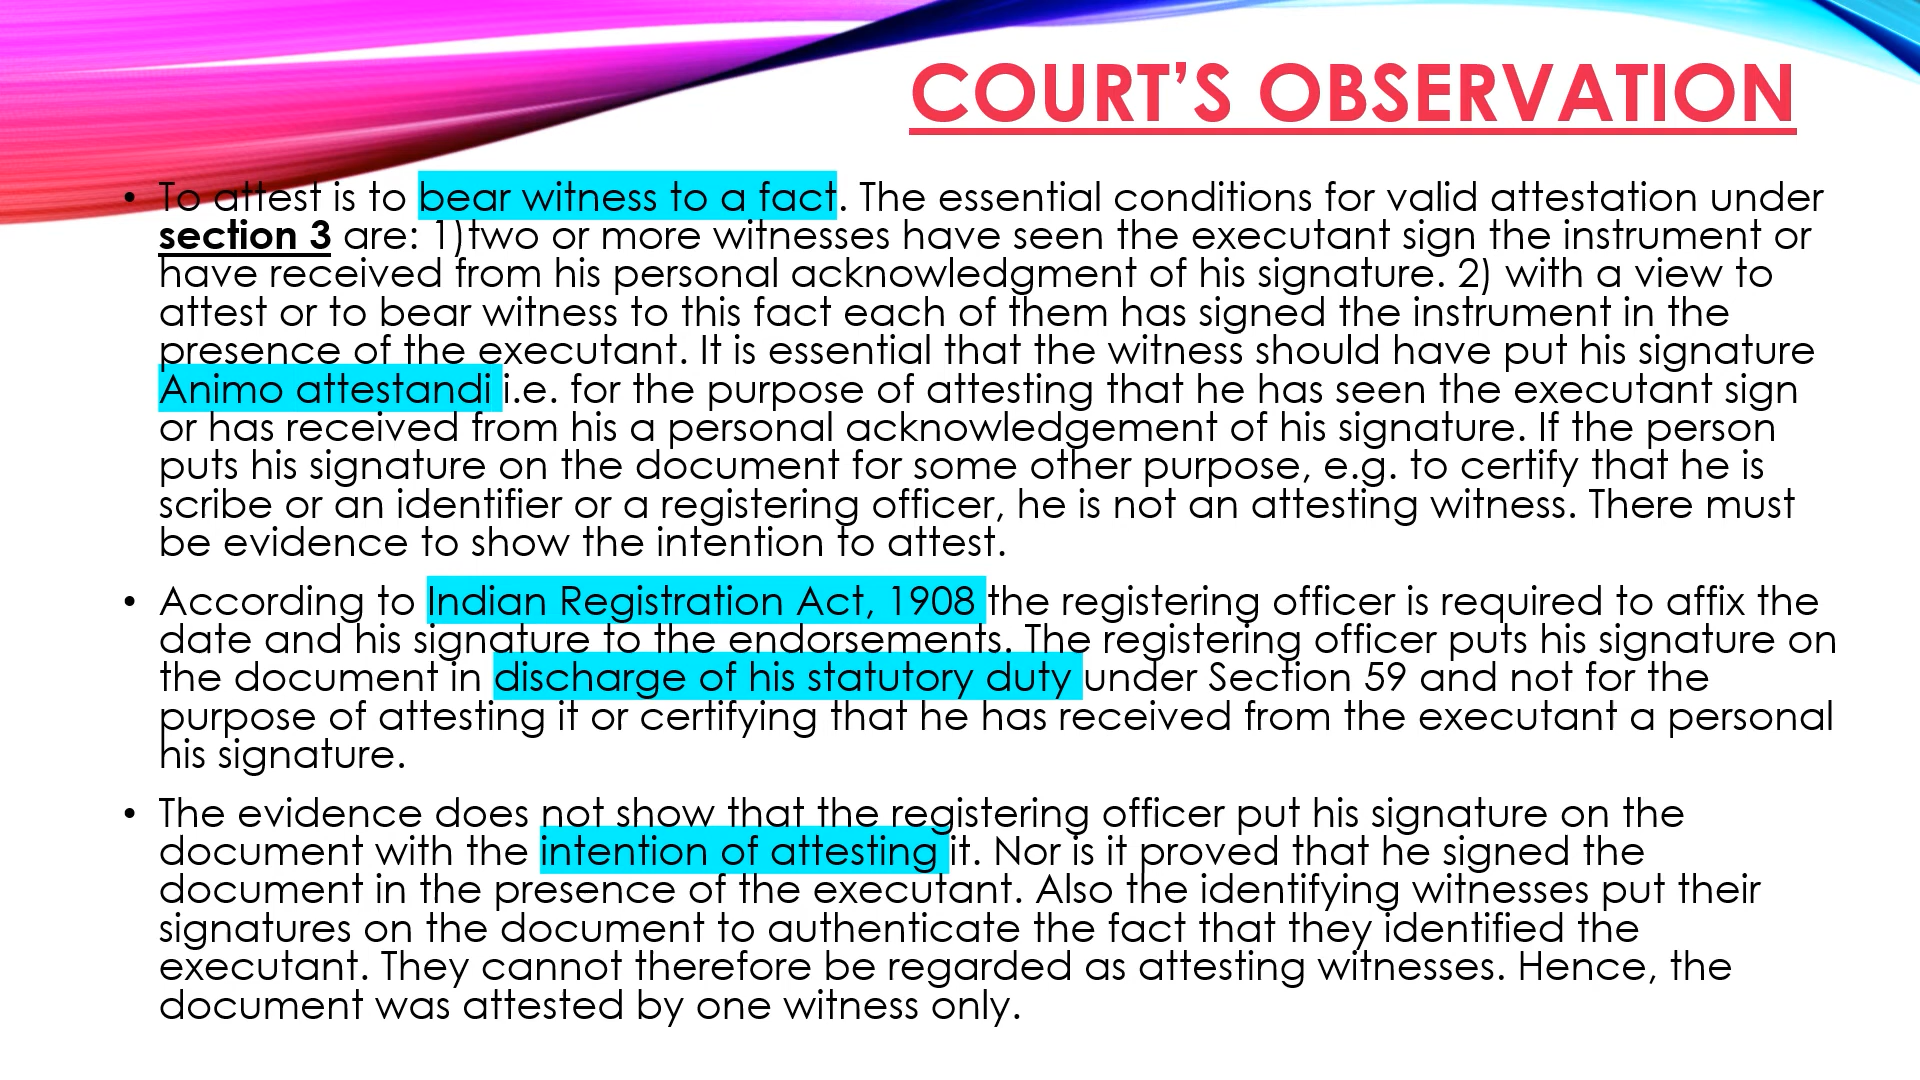 COURT’S OBSERVATION
• To attest is to bear witness to a fact. The essential conditions for valid attestation under
section 3 are: 1)two or more witnesses have seen the executant sign the instrument or
have received from his personal acknowledgment of his signature. 2) with a view to
attest or to bear witness to this fact each of them has signed the instrument in the
presence of the executant. It is essential that the witness should have put his signature
Animo attestandi i.e. for the purpose of attesting that he has seen the executant sign
or has received from his a personal acknowledgement of his signature. If the person
puts his signature on the document for some other purpose, e.g. to certify that he is
scribe or an identifier or a registering officer, he is not an attesting witness. There must
be evidence to show the intention to attest.
• According to Indian Registration Act, 1908 the registering officer is required to affix the
date and his signature to the endorsements. The registering officer puts his signature on
the document in discharge of his statutory duty under Section 59 and not for the
purpose of attesting it or certifying that he has received from the executant a personal
his signature.
• The evidence does not show that the registering officer put his signature on the
document with the intention of attesting it. Nor is it proved that he signed the
document in the presence of the executant. Also the identifying witnesses put their
signatures on the document to authenticate the fact that they identified the
executant. They cannot therefore be regarded as attesting witnesses. Hence, the
document was attested by one witness only.